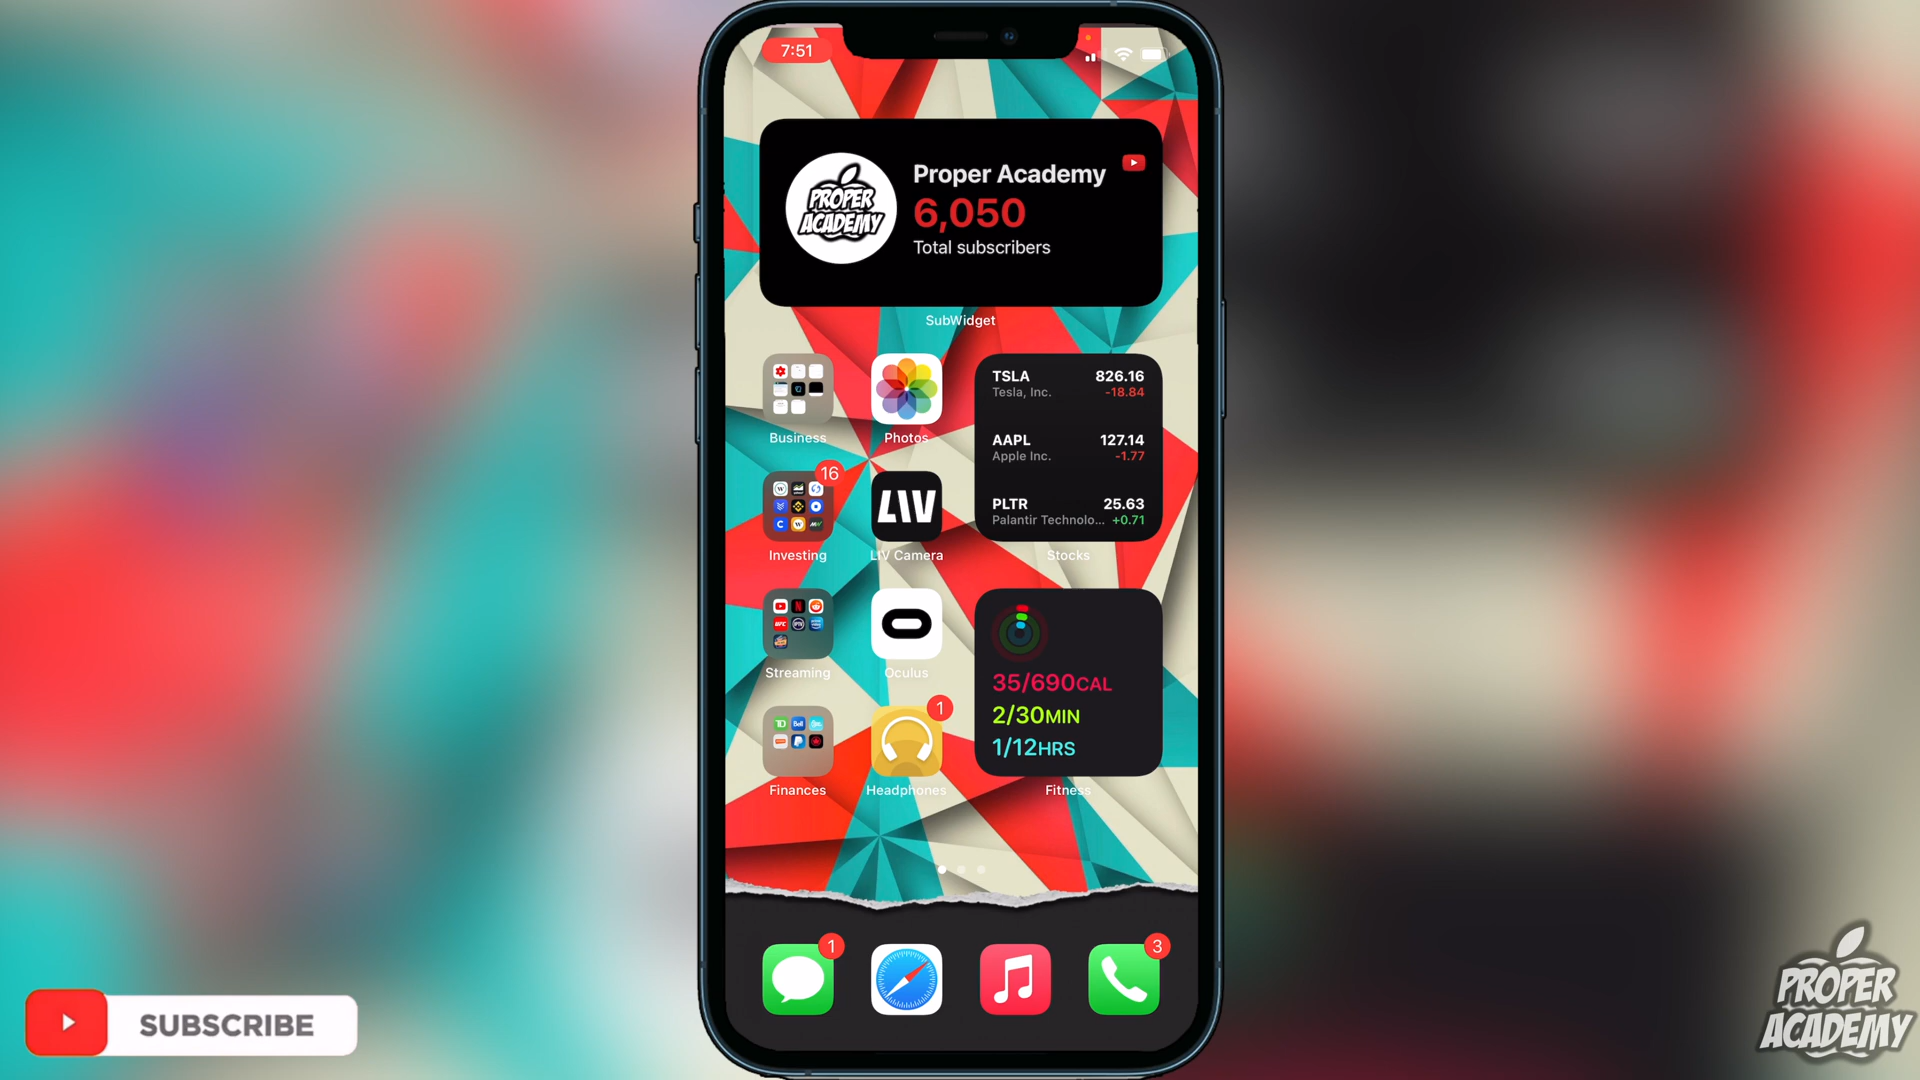 7:51
Proper Academy
6,050
Total subscribers
PROPER
ACADEMY
SubWidget
Business
Photos
TSLA 826.16
Tesla, Inc. -18.84
AAPL 127.14
Apple Inc. -1.77
PLTR 25.63
Palantir Technolo... +0.71
Stocks
16
LIV
Investing
LIV Camera
Streaming
Oculus
35/690CAL
2/30MIN
1/12HRS
1
Finances
Headphones
Fitness
1
3
SUBSCRIBE
PROPER
ACADEMY